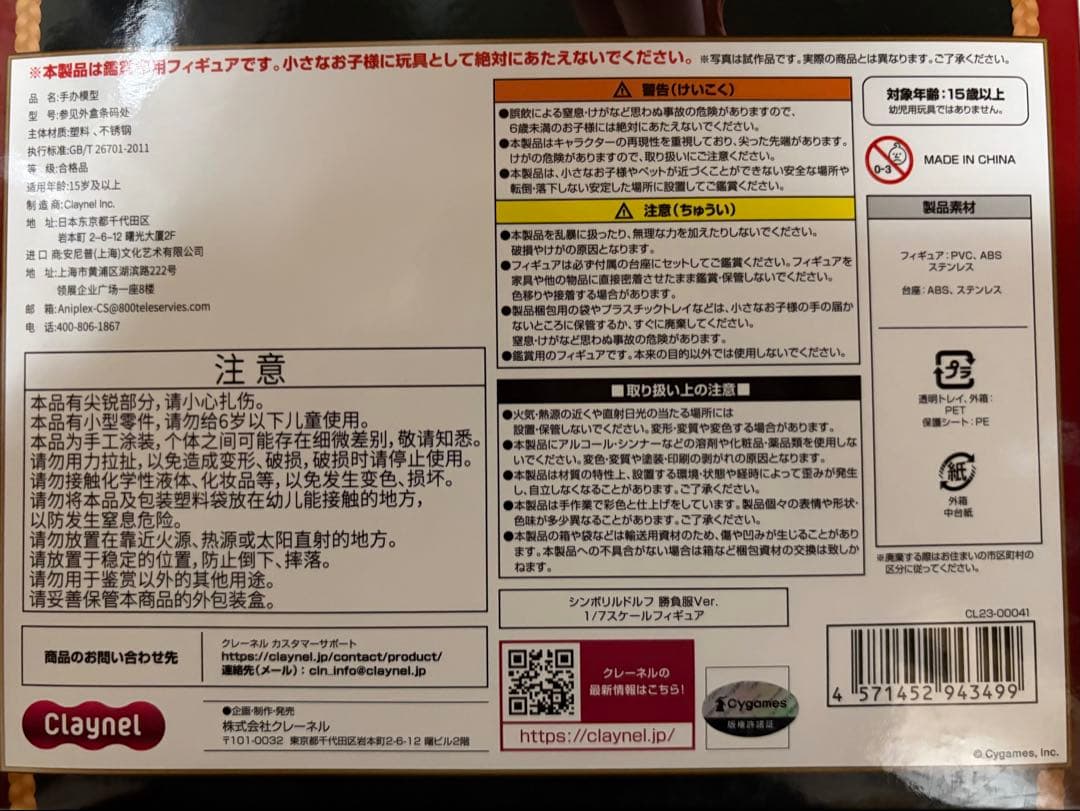 ※本製品は鑑賞専用フィギュアです。小さなお子様に玩具として絶対にあたえないでください。※写真は試作品です。実際の商品とは異なります。ご了承ください。
品 名:手办模型
型 号:参见外盒条码处
主体材质:塑料、不锈钢
执行标准:GB/T 26701-2011
等 级:合格品
适用年龄:15岁及以上
制造商:Claynel Inc.
地 址:日本东京都千代田区
岩本町 2-6-12 曙光大厦2F
进口商:安尼普(上海)文化艺术有限公司
地 址:上海市黄浦区湖滨路222号
领展企业广场一座8楼
邮 箱:Aniplex-CS@800teleservies.com
电 话:400-806-1867
注意
本品有尖锐部分,请小心扎伤。
本品有小型零件,请勿给6岁以下儿童使用。
本品为手工涂装,个体之间可能存在细微差别,敬请知悉。
请勿用力拉扯,以免造成变形、破损,破损时请停止使用。
请勿接触化学性液体、化妆品等,以免发生变色、损坏。
请勿将本品及包装塑料袋放在幼儿能接触的地方,
以防发生窒息危险。
请勿放置在靠近火源、热源或太阳直射的地方。
请放置于稳定的位置,防止倒下、摔落。
请勿用于鉴赏以外的其他用途。
请妥善保管本商品的外包装盒。
商品のお問い合わせ先
クレーネル カスタマーサポート
https://claynel.jp/contact/product/
連絡先(メール):cln_info@claynel.jp
Claynel
●企画・制作・発売
株式会社クレーネル
〒101-0032 東京都千代田区岩本町2-6-12 曙ビル2階
警告(けいこく)
●誤飲による窒息・けがなど思わぬ事故の危険がありますので、
6歳未満のお子様には絶対にあたえないでください。
●本製品はキャラクターの再現性を重視しており、尖った先端があります。
けがの危険がありますので、取り扱いにご注意ください。
●本製品は、小さなお子様やペットが近づくことができない安全な場所や
転倒・落下しない安定した場所に設置してご鑑賞ください。
注意(ちゅうい)
●本製品を乱暴に扱ったり、無理な力を加えたりしないでください。
破損やけがの原因となります。
●フィギュアは必ず付属の台座にセットしてご鑑賞ください。フィギュアを
家具や他の物品に直接密着させたまま鑑賞・保管しないでください。
色移りや接着する場合があります。
●製品梱包用の袋やプラスチックトレイなどは、小さなお子様の手の届か
ないところに保管するか、すぐに廃棄してください。
窒息・けがなど思わぬ事故の危険があります。
●鑑賞用のフィギュアです。本来の目的以外では使用しないでください。
■取り扱い上の注意■
●火気・熱源の近くや直射日光の当たる場所には
設置・保管しないでください。変形・変質や変色する場合があります。
●本製品にアルコール・シンナーなどの溶剤や化粧品・薬品類を使用しな
いでください。変色・変質や塗装・印刷の剥がれの原因となります。
●本製品は材質の特性上、設置する環境・状態や経時によって歪みが発生
し、自立しなくなることがあります。ご了承ください。
●本製品は手作業で彩色と仕上げをしています。製品個々の表情や形状・
色味が多少異なることがあります。ご了承ください。
●本製品の箱や袋などは輸送用資材のため、傷や凹みが生じることがあり
ます。本製品への不具合がない場合は箱など梱包資材の交換は致しか
ねます。
シンボリルドルフ 勝負服Ver.
1/7スケールフィギュア
クレーネルの
最新情報はこちら!
https://claynel.jp/
Cygames
版権許諾証
対象年齢:15歳以上
幼児用玩具ではありません。
0-3
MADE IN CHINA
製品素材
フィギュア:PVC、ABS
ステンレス
台座:ABS、ステンレス
プラ
透明トレイ、外箱:
PET
保護シート:PE
紙
外箱
中台紙
※廃棄する際はお住まいの市区町村の
区分に従ってください。
CL23-00041
4 571452 943499
© Cygames, Inc.